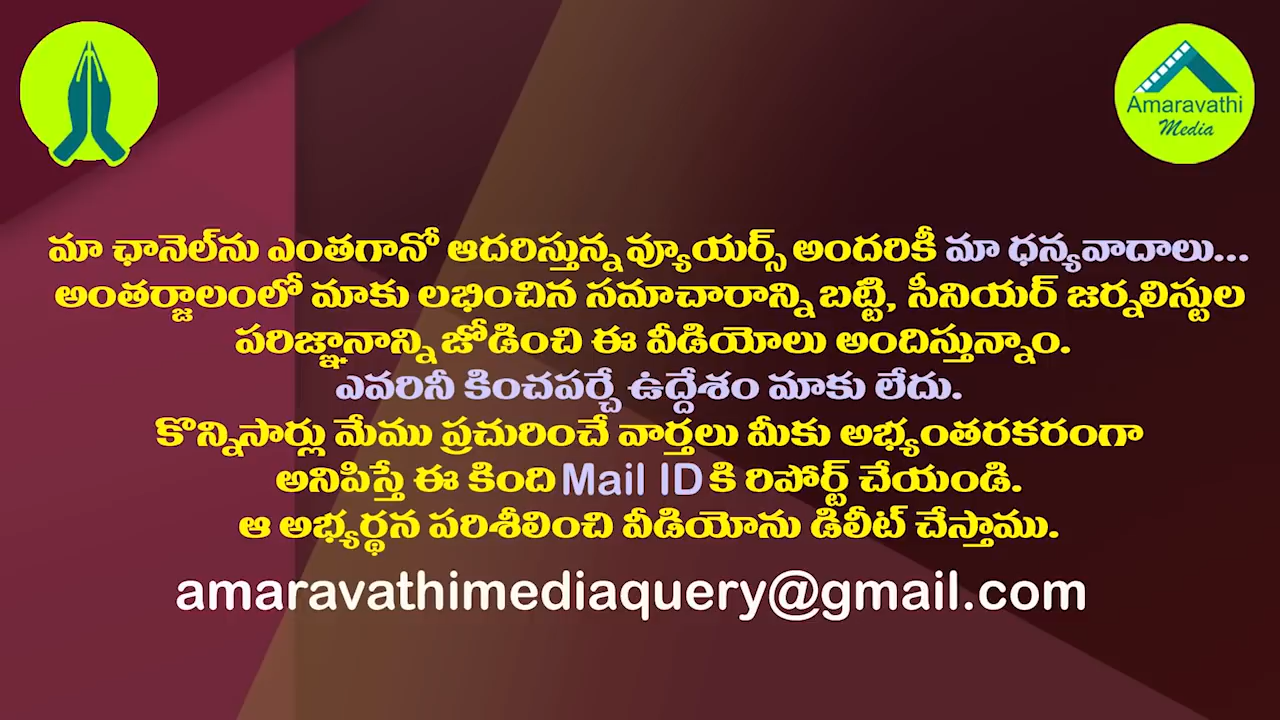 Amaravathi
Media
మా ఛానెల్‌ను ఎంతగానో ఆదరిస్తున్న వ్యూయర్స్ అందరికీ మా ధన్యవాదాలు...
అంతర్జాలంలో మాకు లభించిన సమాచారాన్ని బట్టి, సీనియర్ జర్నలిస్టుల
పరిజ్ఞానాన్ని జోడించి ఈ వీడియోలు అందిస్తున్నాం.
ఎవరినీ కించపర్చే ఉద్దేశం మాకు లేదు.
కొన్నిసార్లు మేము ప్రచురించే వార్తలు మీకు అభ్యంతరకరంగా
అనిపిస్తే ఈ కింది Mail ID కి రిపోర్ట్ చేయండి.
ఆ అభ్యర్థన పరిశీలించి వీడియోను డిలీట్ చేస్తాము.
amaravathimediaquery@gmail.com